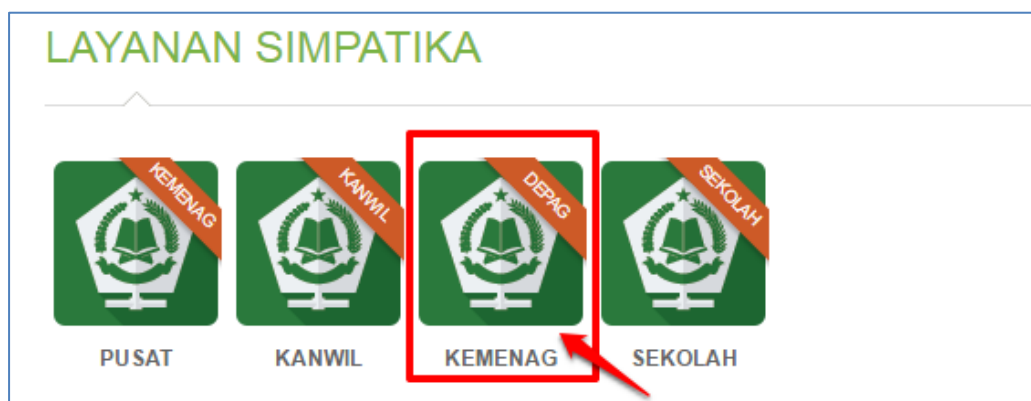 LAYANAN SIMPATIKA
KEMENAG
KANWIL
DEPAG
SEKOLAH
PUSAT
KANWIL
KEMENAG
SEKOLAH